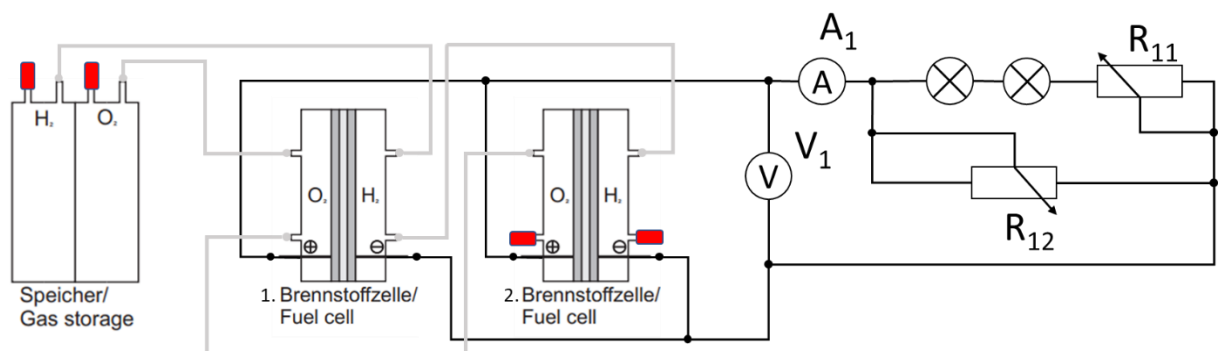 H₂
O₂
Speicher/
Gas storage
O₂
H₂
⊕
⊖
1. Brennstoffzelle/
Fuel cell
O₂
H₂
⊕
⊖
2. Brennstoffzelle/
Fuel cell
A₁
A
V
V₁
R₁₁
R₁₂